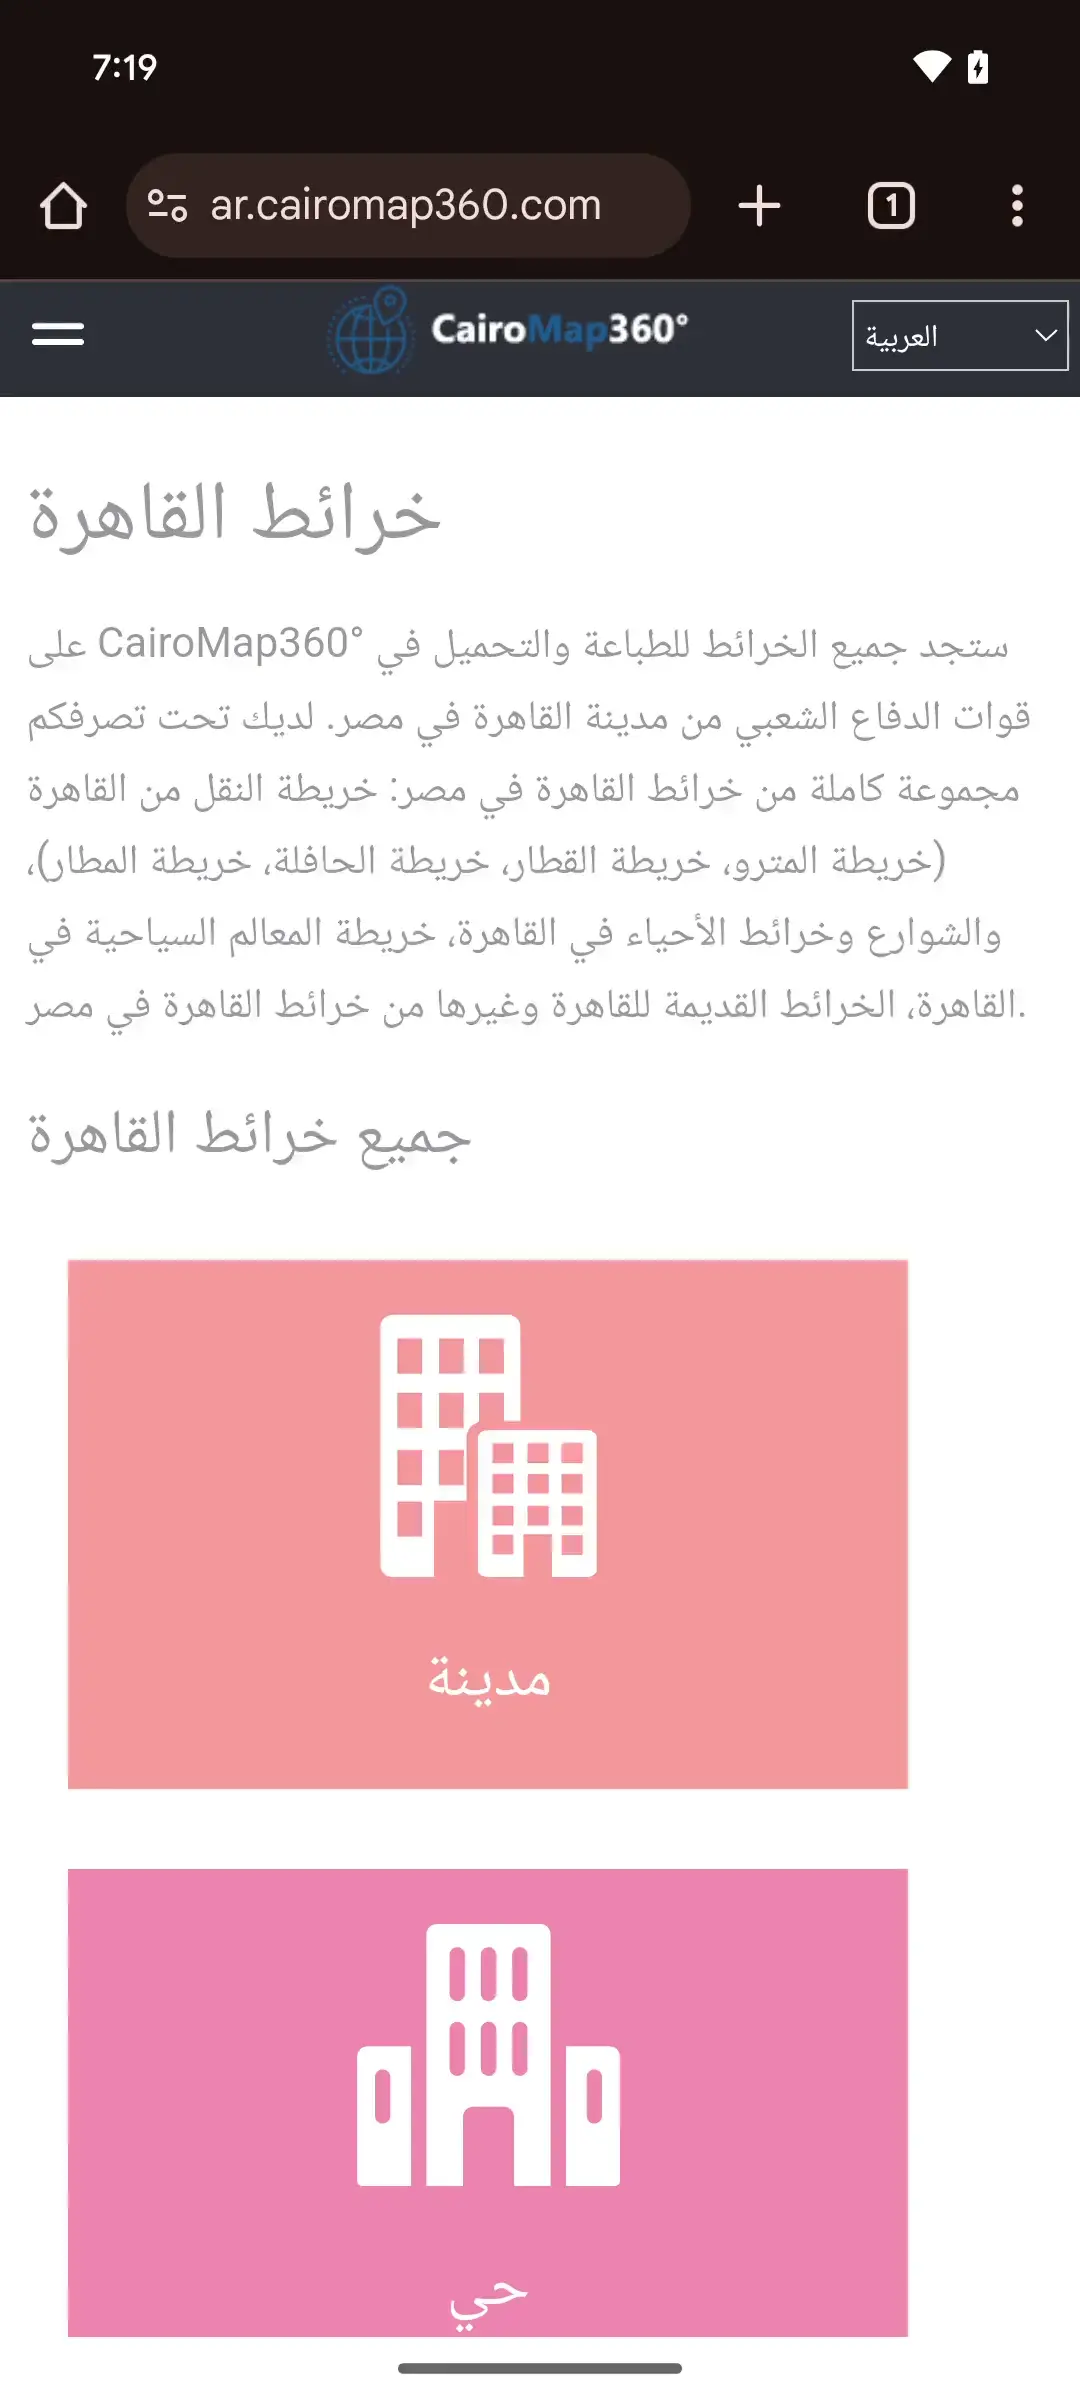 7:19
ar.cairomap360.com
1
CairoMap360°
العربية
خرائط القاهرة
ستجد جميع الخرائط للطباعة والتحميل في CairoMap360° على
قوات الدفاع الشعبي من مدينة القاهرة في مصر. لديك تحت تصرفكم
مجموعة كاملة من خرائط القاهرة في مصر: خريطة النقل من القاهرة
(خريطة المترو، خريطة القطار، خريطة الحافلة، خريطة المطار)،
والشوارع وخرائط الأحياء في القاهرة، خريطة المعالم السياحية في
القاهرة، الخرائط القديمة للقاهرة وغيرها من خرائط القاهرة في مصر.
جميع خرائط القاهرة
مدينة
حي